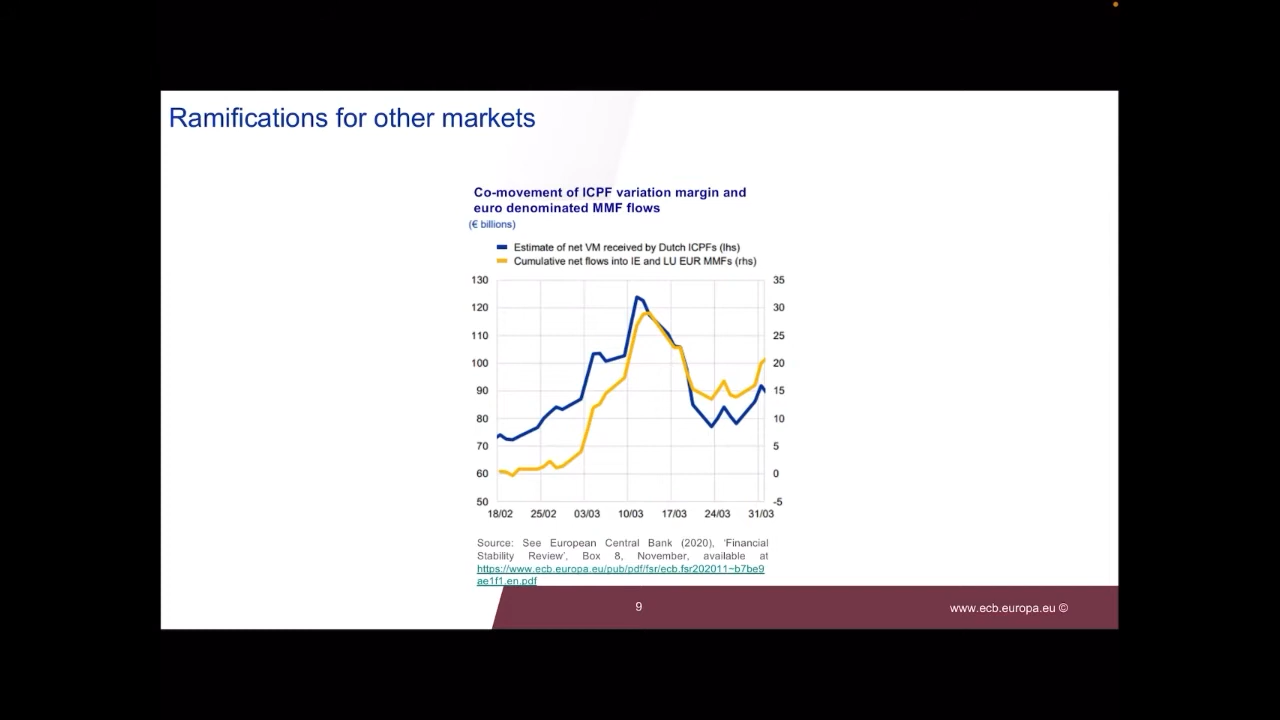 Ramifications for other markets
Co-movement of ICPF variation margin and
euro denominated MMF flows
(€ billions)
Estimate of net VM received by Dutch ICPFs (lhs)
Cumulative net flows into IE and LU EUR MMFs (rhs)
130 35
120 30
110 25
100 20
90 15
80 10
70 5
60 0
50 -5
18/02 25/02 03/03 10/03 17/03 24/03 31/03
Source: See European Central Bank (2020), ‘Financial
Stability Review’, Box 8, November, available at
https://www.ecb.europa.eu/pub/pdf/fsr/ecb.fsr202011~b7be9
ae1f1.en.pdf
9
www.ecb.europa.eu ©